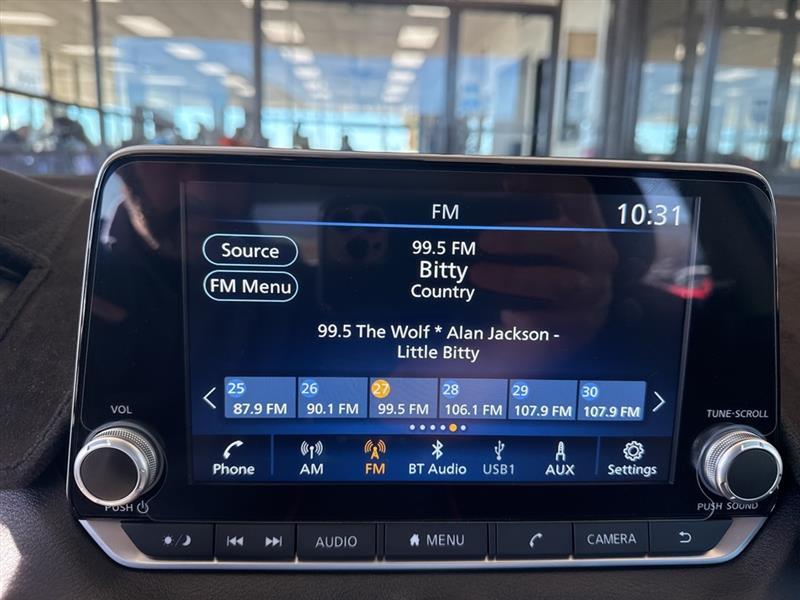 FM
10:31
Source
FM Menu
99.5 FM
Bitty
Country
99.5 The Wolf * Alan Jackson -
Little Bitty
25 26 27 28 29 30
87.9 FM 90.1 FM 99.5 FM 106.1 FM 107.9 FM 107.9 FM
Phone AM FM BT Audio USB1 AUX Settings
VOL
PUSH
TUNE·SCROLL
PUSH SOUND
AUDIO MENU CAMERA